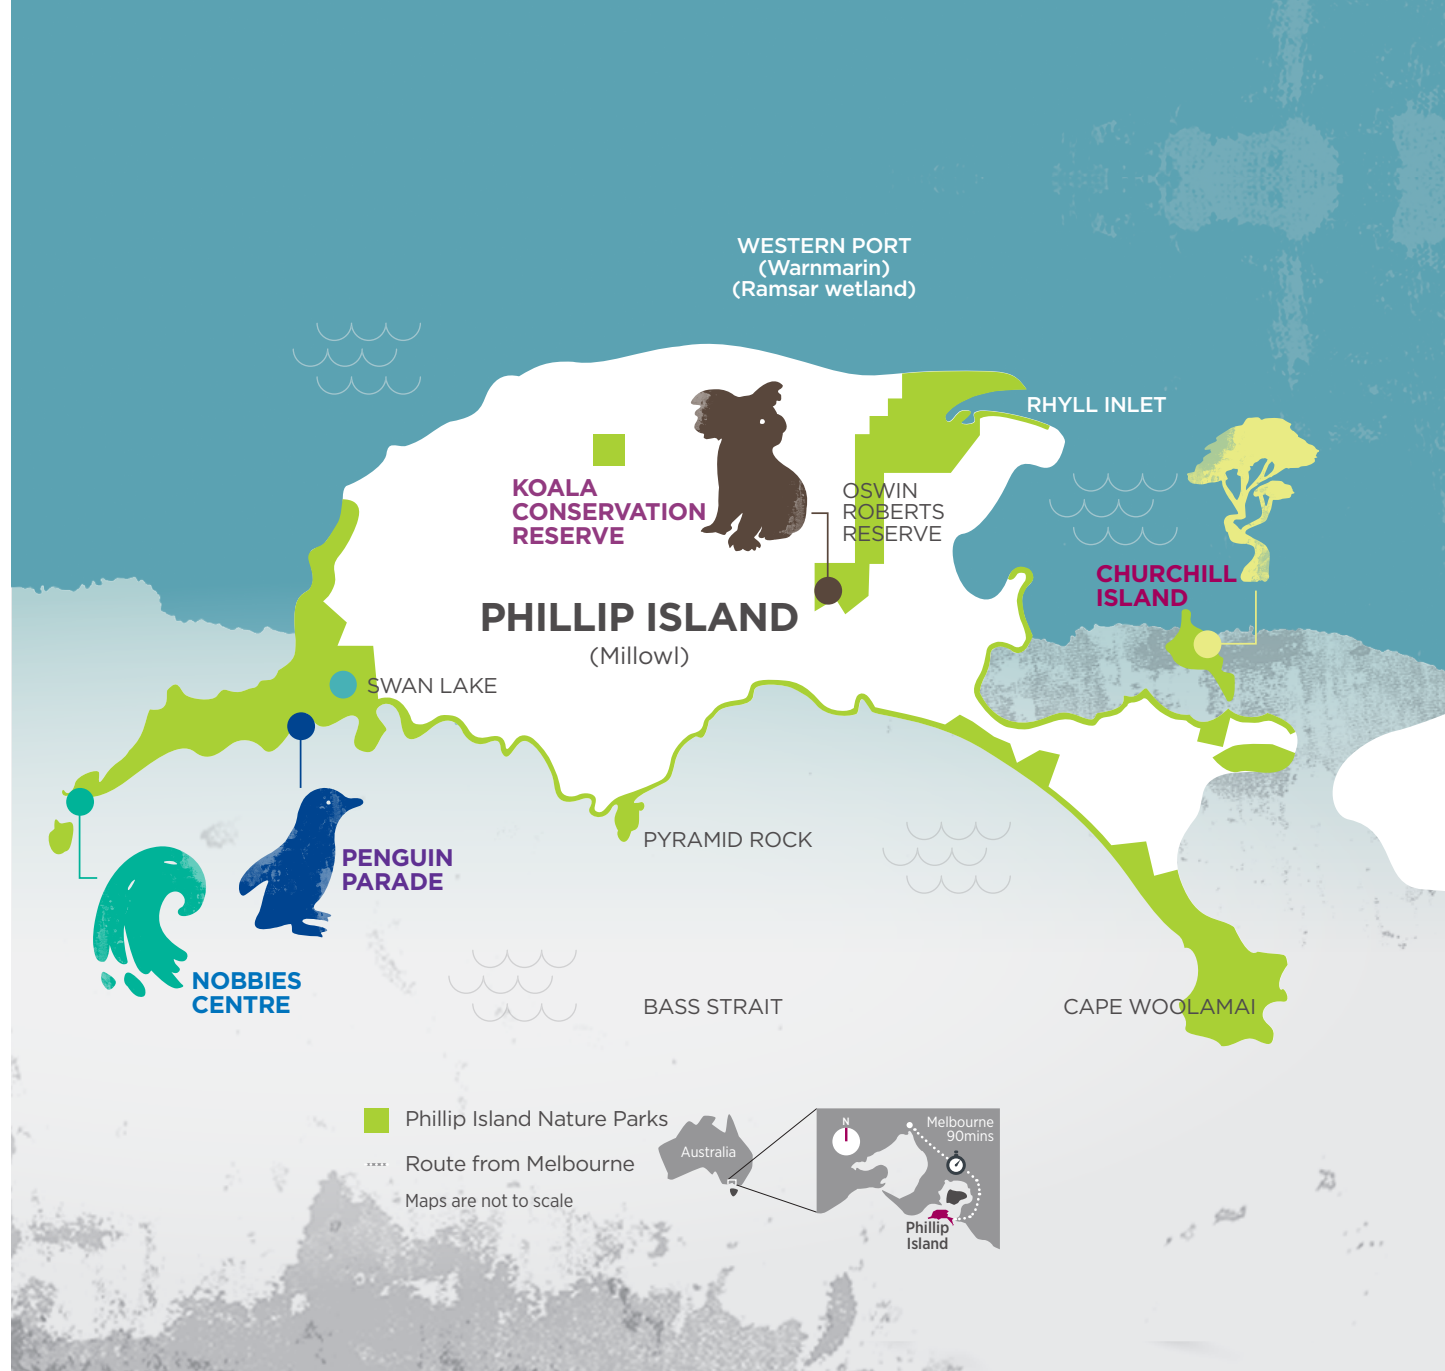 WESTERN PORT
(Warnmarin)
(Ramsar wetland)
RHYLL INLET
KOALA
CONSERVATION
RESERVE
OSWIN
ROBERTS
RESERVE
CHURCHILL
ISLAND
PHILLIP ISLAND
(Millowl)
SWAN LAKE
PYRAMID ROCK
PENGUIN
PARADE
NOBBIES
CENTRE
BASS STRAIT
CAPE WOOLAMAI
Phillip Island Nature Parks
Route from Melbourne
Maps are not to scale
Australia
N
Melbourne
90mins
Phillip
Island